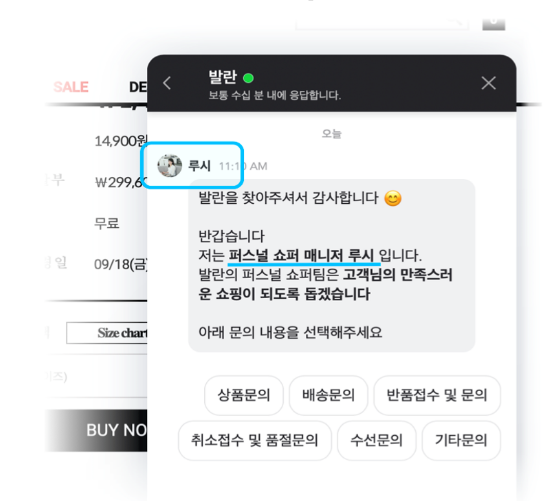 SALE
발란
보통 수십 분 내에 응답합니다.
오늘
14,900원
루시 11:10 AM
₩299,6
발란을 찾아주셔서 감사합니다 😊
무료
반갑습니다
저는 퍼스널 쇼퍼 매니저 루시 입니다.
09/18(금)
발란의 퍼스널 쇼퍼팀은 고객님의 만족스러
운 쇼핑이 되도록 돕겠습니다
Size chart
아래 문의 내용을 선택해주세요
상품문의 배송문의 반품접수 및 문의
BUY NO
취소접수 및 품절문의 수선문의 기타문의